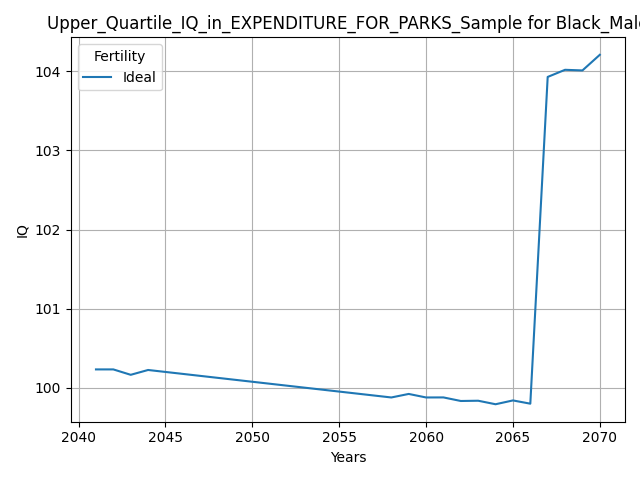 Upper_Quartile_IQ_in_EXPENDITURE_FOR_PARKS_Sample for Black_Male
Fertility
Ideal
104
103
102
101
100
IQ
2040 2045 2050 2055 2060 2065 2070
Years